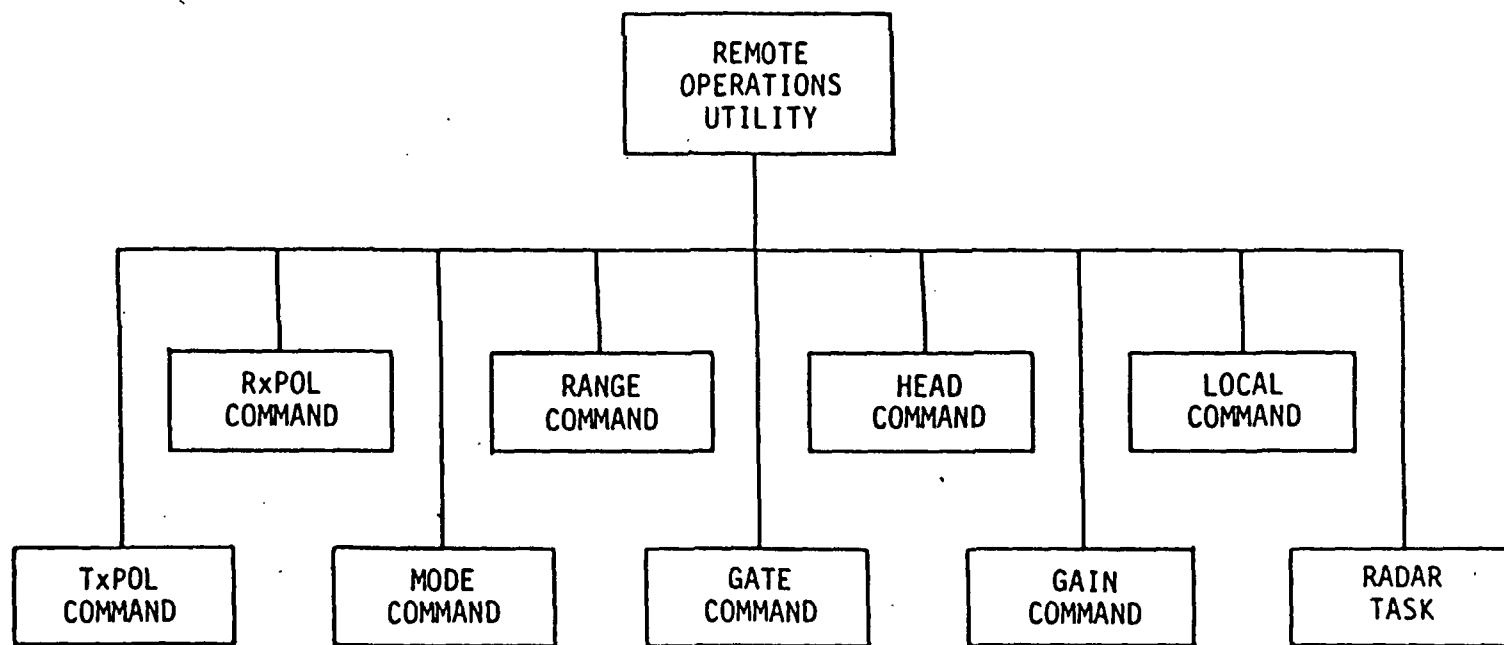 REMOTE
OPERATIONS
UTILITY
RxPOL
COMMAND
RANGE
COMMAND
HEAD
COMMAND
LOCAL
COMMAND
TxPOL
COMMAND
MODE
COMMAND
GATE
COMMAND
GAIN
COMMAND
RADAR
TASK